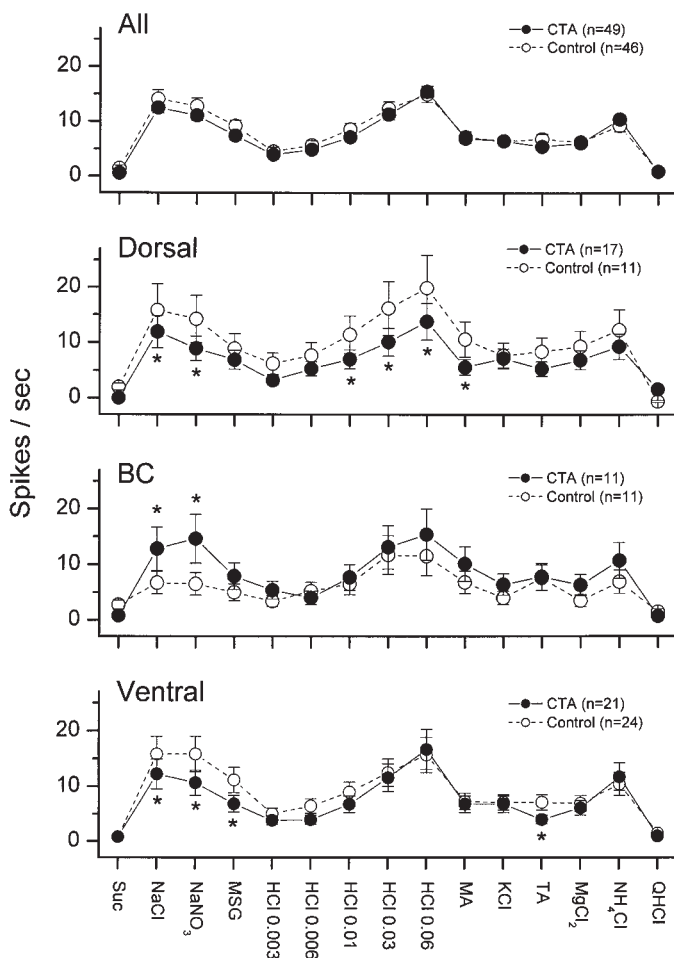 All
CTA (n=49)
Control (n=46)
20
10
0
Dorsal
CTA (n=17)
Control (n=11)
20
10
0
* * * * * *
BC
CTA (n=11)
Control (n=11)
* *
20
10
0
Ventral
CTA (n=21)
Control (n=24)
20
10
0
* * * *
Spikes / sec
Suc
NaCl
NaNO₃
MSG
HCl 0.003
HCl 0.006
HCl 0.01
HCl 0.03
HCl 0.06
MA
KCl
TA
MgCl₂
NH₄Cl
QHCl